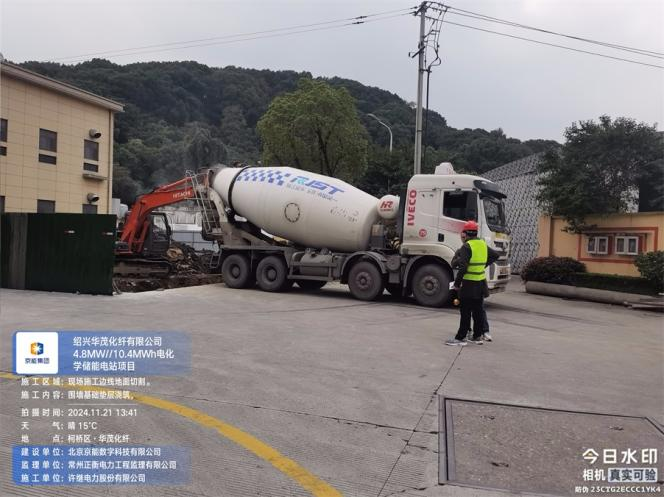 HITACHI
RJST
IVECO
绍兴华茂化纤有限公司
4.8MW//10.4MWh电化
学储能电站项目
京能集团
施工区域：现场施工边线地面切割。
施工内容：围墙基础垫层浇筑。
拍摄时间：2024.11.21 13:41
天 气：晴 15℃
地 点：柯桥区·华茂化纤
建设单位：北京京能数字科技有限公司
监理单位：常州正衡电力工程监理有限公司
施工单位：许继电力股份有限公司
今日水印
相机 真实可验
防伪 23CTG2ECCC1YK4